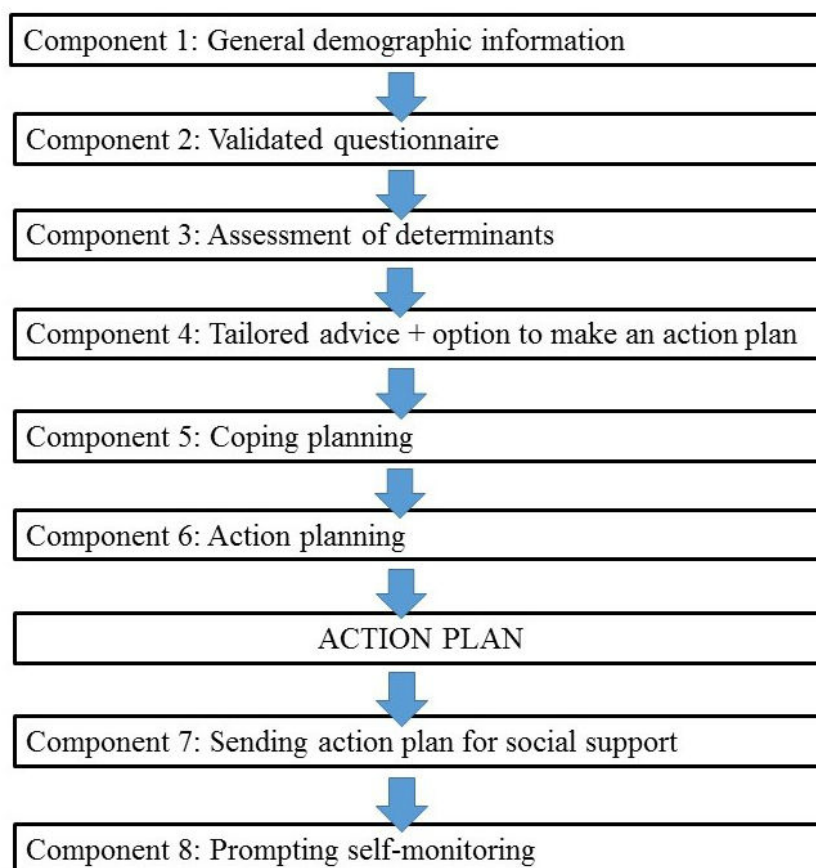 Component 1: General demographic information
Component 2: Validated questionnaire
Component 3: Assessment of determinants
Component 4: Tailored advice + option to make an action plan
Component 5: Coping planning
Component 6: Action planning
ACTION PLAN
Component 7: Sending action plan for social support
Component 8: Prompting self-monitoring